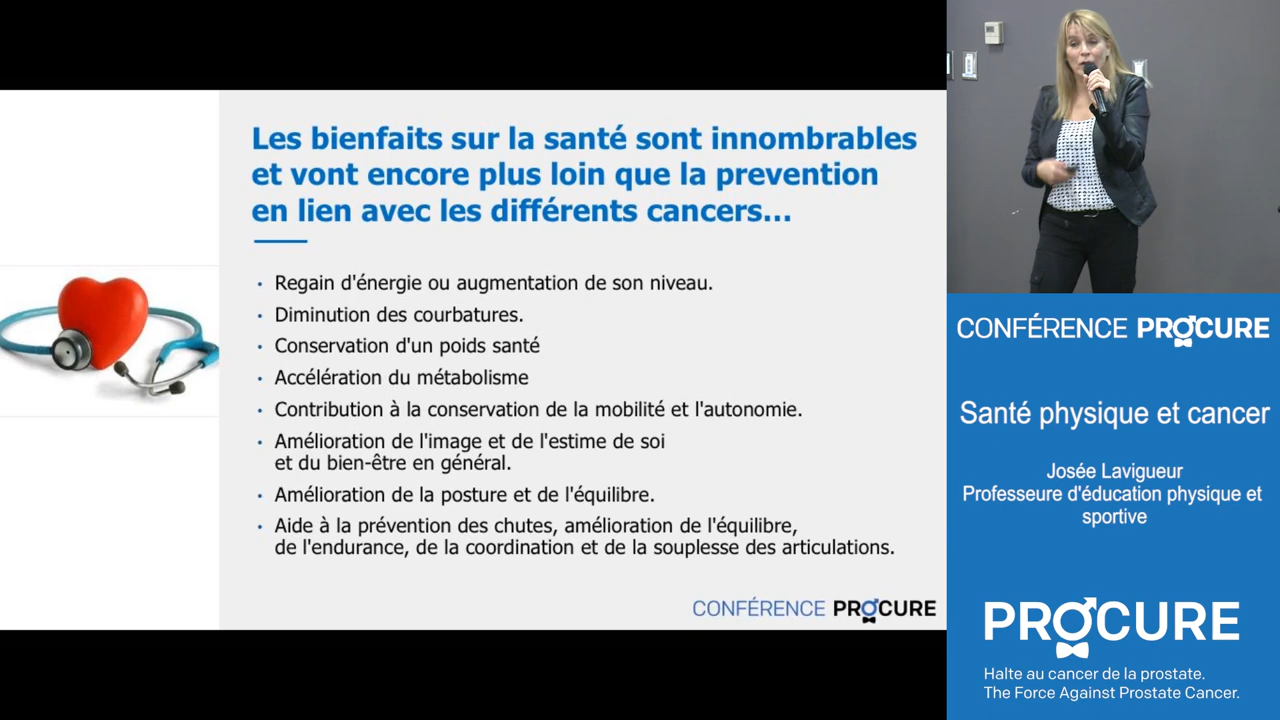 Les bienfaits sur la santé sont innombrables
et vont encore plus loin que la prevention
en lien avec les différents cancers...
• Regain d'énergie ou augmentation de son niveau.
• Diminution des courbatures.
• Conservation d'un poids santé
• Accélération du métabolisme
• Contribution à la conservation de la mobilité et l'autonomie.
• Amélioration de l'image et de l'estime de soi
et du bien-être en général.
• Amélioration de la posture et de l'équilibre.
• Aide à la prévention des chutes, amélioration de l'équilibre,
de l'endurance, de la coordination et de la souplesse des articulations.
CONFÉRENCE PROCURE
CONFÉRENCE PROCURE
Santé physique et cancer
Josée Lavigueur
Professeure d'éducation physique et
sportive
PROCURE
Halte au cancer de la prostate.
The Force Against Prostate Cancer.